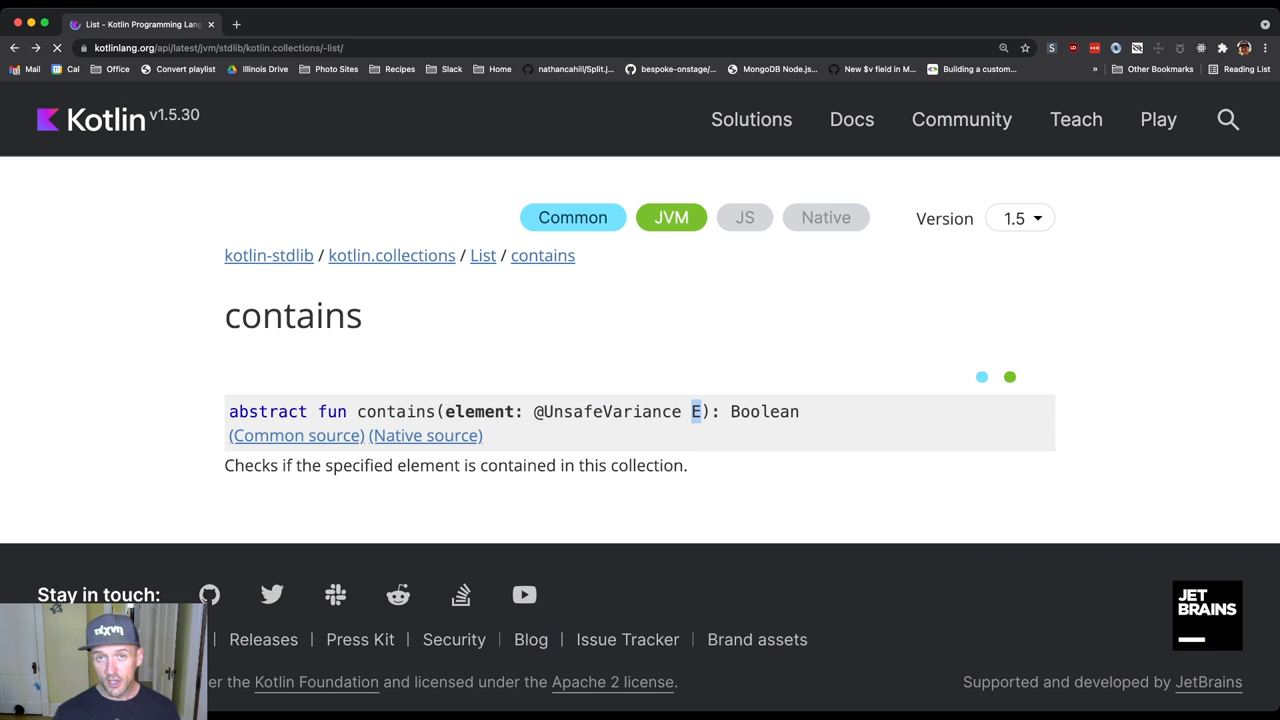 List - Kotlin Programming Lang
kotlinlang.org/api/latest/jvm/stdlib/kotlin.collections/-list/
Mail Cal Office Convert playlist Illinois Drive Photo Sites Recipes Slack Home nathancahill/Split.j... bespoke-onstage/... MongoDB Node.js... New $v field in M... Building a custom... » Other Bookmarks Reading List
Kotlin v1.5.30 Solutions Docs Community Teach Play
Common JVM JS Native Version 1.5
kotlin-stdlib / kotlin.collections / List / contains
contains
abstract fun contains(element: @UnsafeVariance E): Boolean
(Common source) (Native source)
Checks if the specified element is contained in this collection.
Stay in touch:
JET
BRAINS
| Releases | Press Kit | Security | Blog | Issue Tracker | Brand assets
er the Kotlin Foundation and licensed under the Apache 2 license. Supported and developed by JetBrains